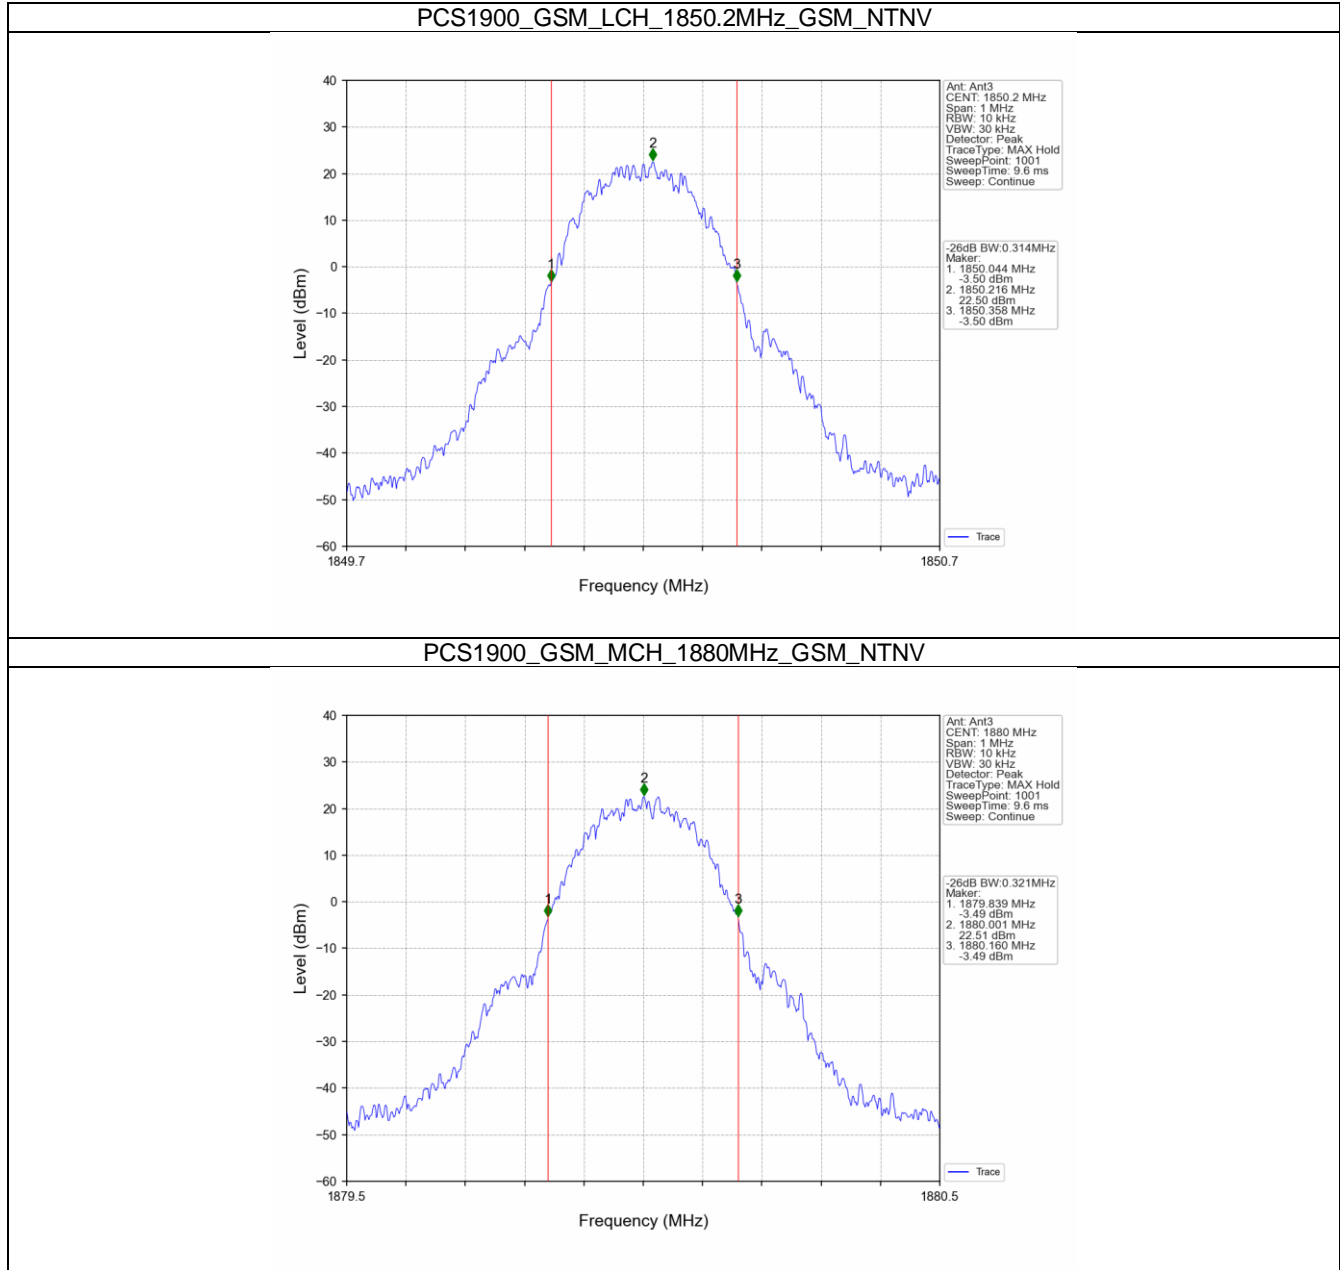 PCS1900_GSM_LCH_1850.2MHz_GSM_NTNV
40
30
20
10
0
−10
−20
−30
−40
−50
−60
Level (dBm)
1
2
3
1849.7
1850.7
Frequency (MHz)
Ant: Ant3
CENT: 1850.2 MHz
Span: 1 MHz
RBW: 10 kHz
VBW: 30 kHz
Detector: Peak
TraceType: MAX Hold
SweepPoint: 1001
SweepTime: 9.6 ms
Sweep: Continue
-26dB BW:0.314MHz
Maker:
1. 1850.044 MHz
-3.50 dBm
2. 1850.216 MHz
22.50 dBm
3. 1850.358 MHz
-3.50 dBm
Trace
PCS1900_GSM_MCH_1880MHz_GSM_NTNV
40
30
20
10
0
−10
−20
−30
−40
−50
−60
Level (dBm)
1
2
3
1879.5
1880.5
Frequency (MHz)
Ant: Ant3
CENT: 1880 MHz
Span: 1 MHz
RBW: 10 kHz
VBW: 30 kHz
Detector: Peak
TraceType: MAX Hold
SweepPoint: 1001
SweepTime: 9.6 ms
Sweep: Continue
-26dB BW:0.321MHz
Maker:
1. 1879.839 MHz
-3.49 dBm
2. 1880.001 MHz
22.51 dBm
3. 1880.160 MHz
-3.49 dBm
Trace